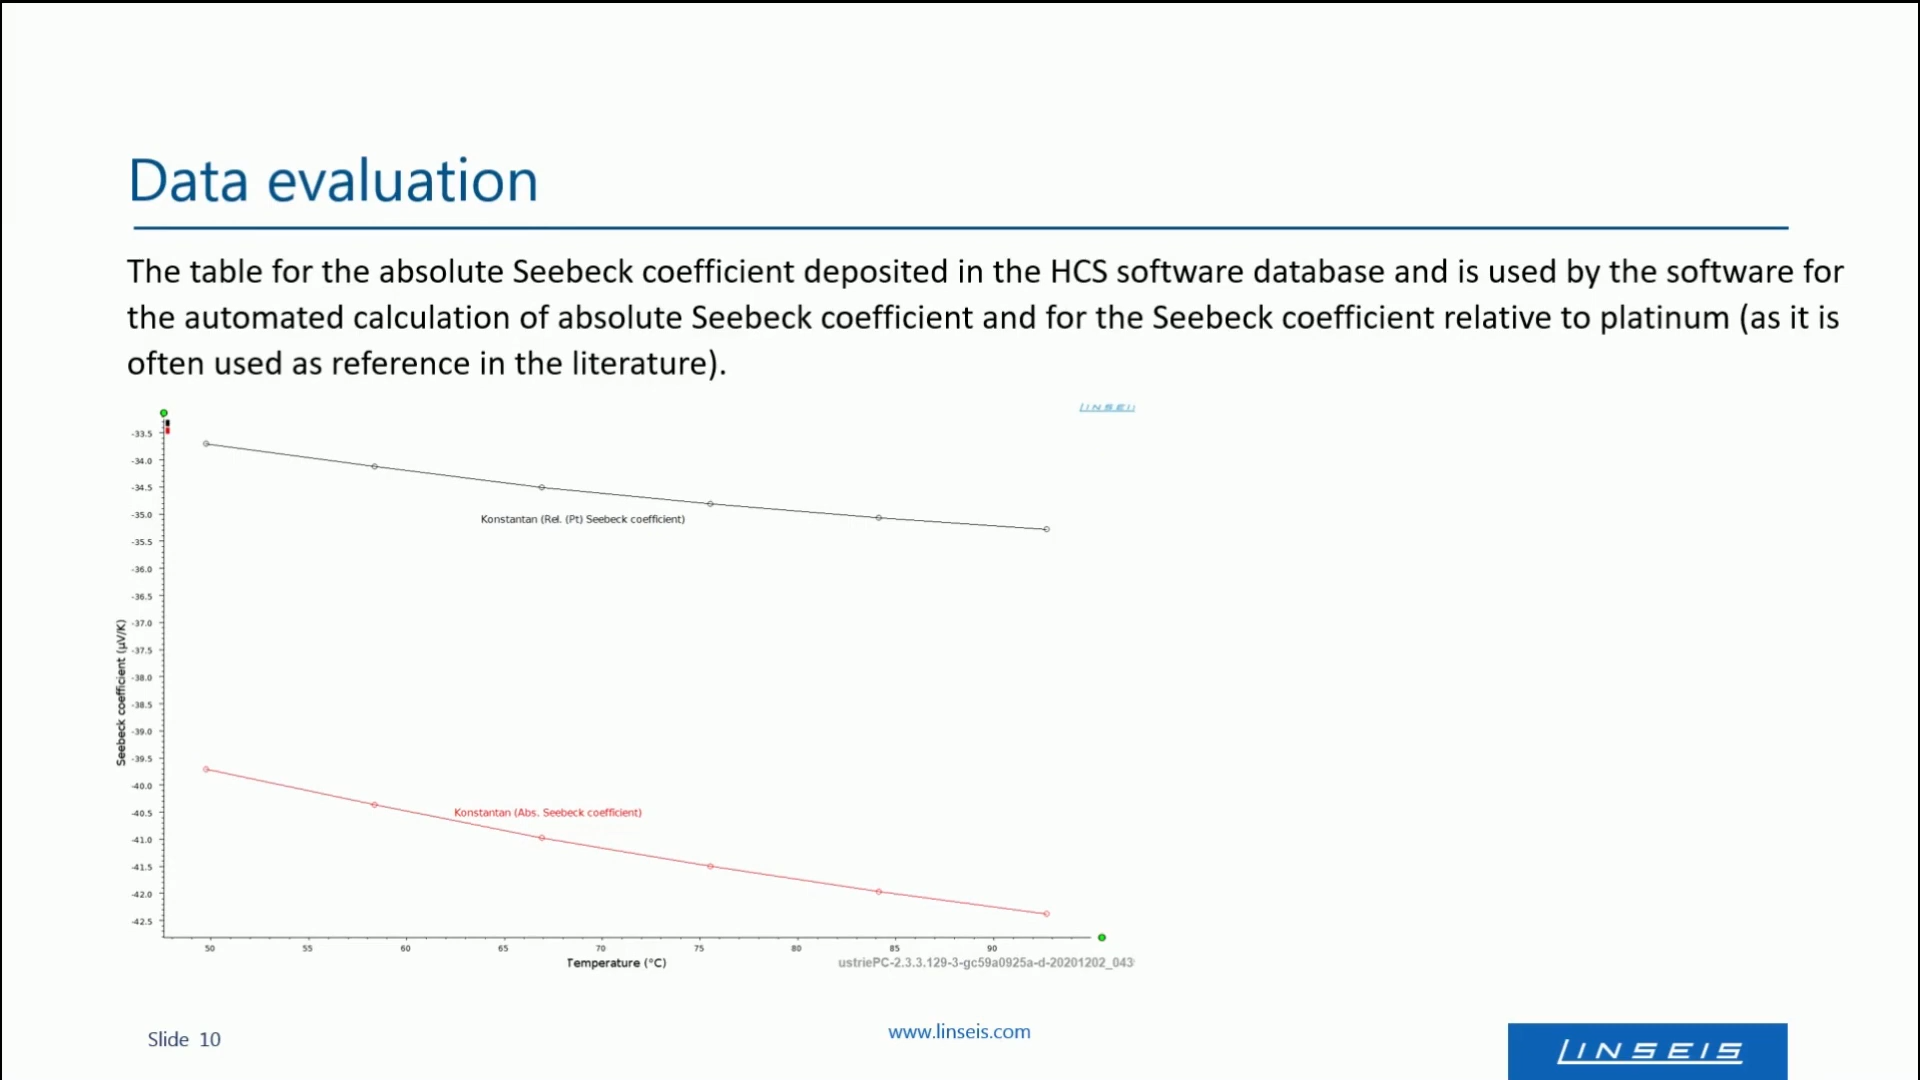 Data evaluation
The table for the absolute Seebeck coefficient deposited in the HCS software database and is used by the software for
the automated calculation of absolute Seebeck coefficient and for the Seebeck coefficient relative to platinum (as it is
often used as reference in the literature).
LINSEIS
Seebeck coefficient (µV/K)
-33.5
-34.0
-34.5
-35.0
-35.5
-36.0
-36.5
-37.0
-37.5
-38.0
-38.5
-39.0
-39.5
-40.0
-40.5
-41.0
-41.5
-42.0
-42.5
Konstantan (Rel. (Pt) Seebeck coefficient)
Konstantan (Abs. Seebeck coefficient)
50 55 60 65 70 75 80 85 90
Temperature (°C)
ustriePC-2.3.3.129-3-gc59a0925a-d-20201202_043
Slide 10
www.linseis.com
LINSEIS